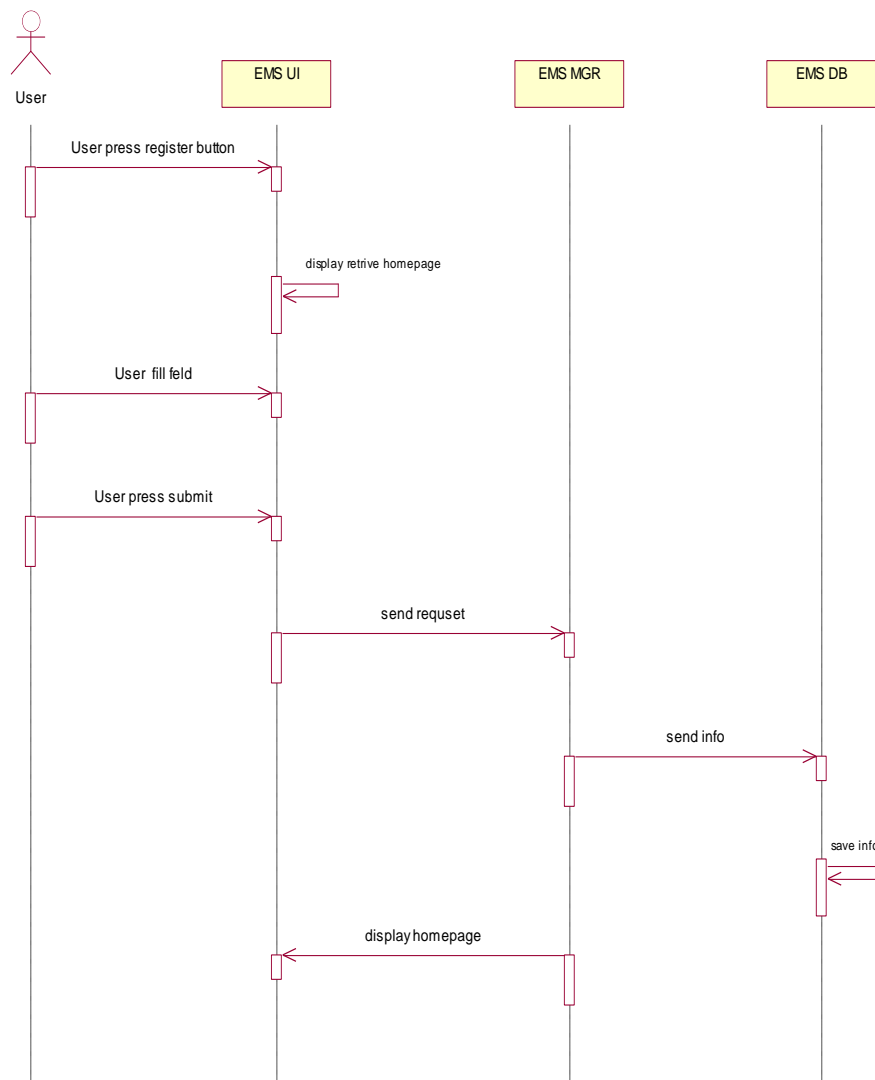 User
EMS UI
EMS MGR
EMS DB
User press register button
display retrive homepage
User fill feld
User press submit
send requset
send info
save info
display homepage